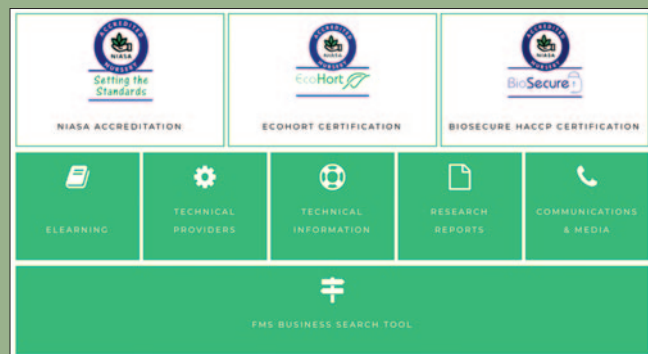 ACCREDITED
NIASA
NURSERY
Setting the
Standards
NIASA ACCREDITATION
ACCREDITED
NIASA
NURSERY
EcoHort
ECOHORT CERTIFICATION
ACCREDITED
NIASA
NURSERY
BioSecure
BIOSECURE HACCP CERTIFICATION
ELEARNING
TECHNICAL
PROVIDERS
TECHNICAL
INFORMATION
RESEARCH
REPORTS
COMMUNICATIONS
& MEDIA
FMS BUSINESS SEARCH TOOL